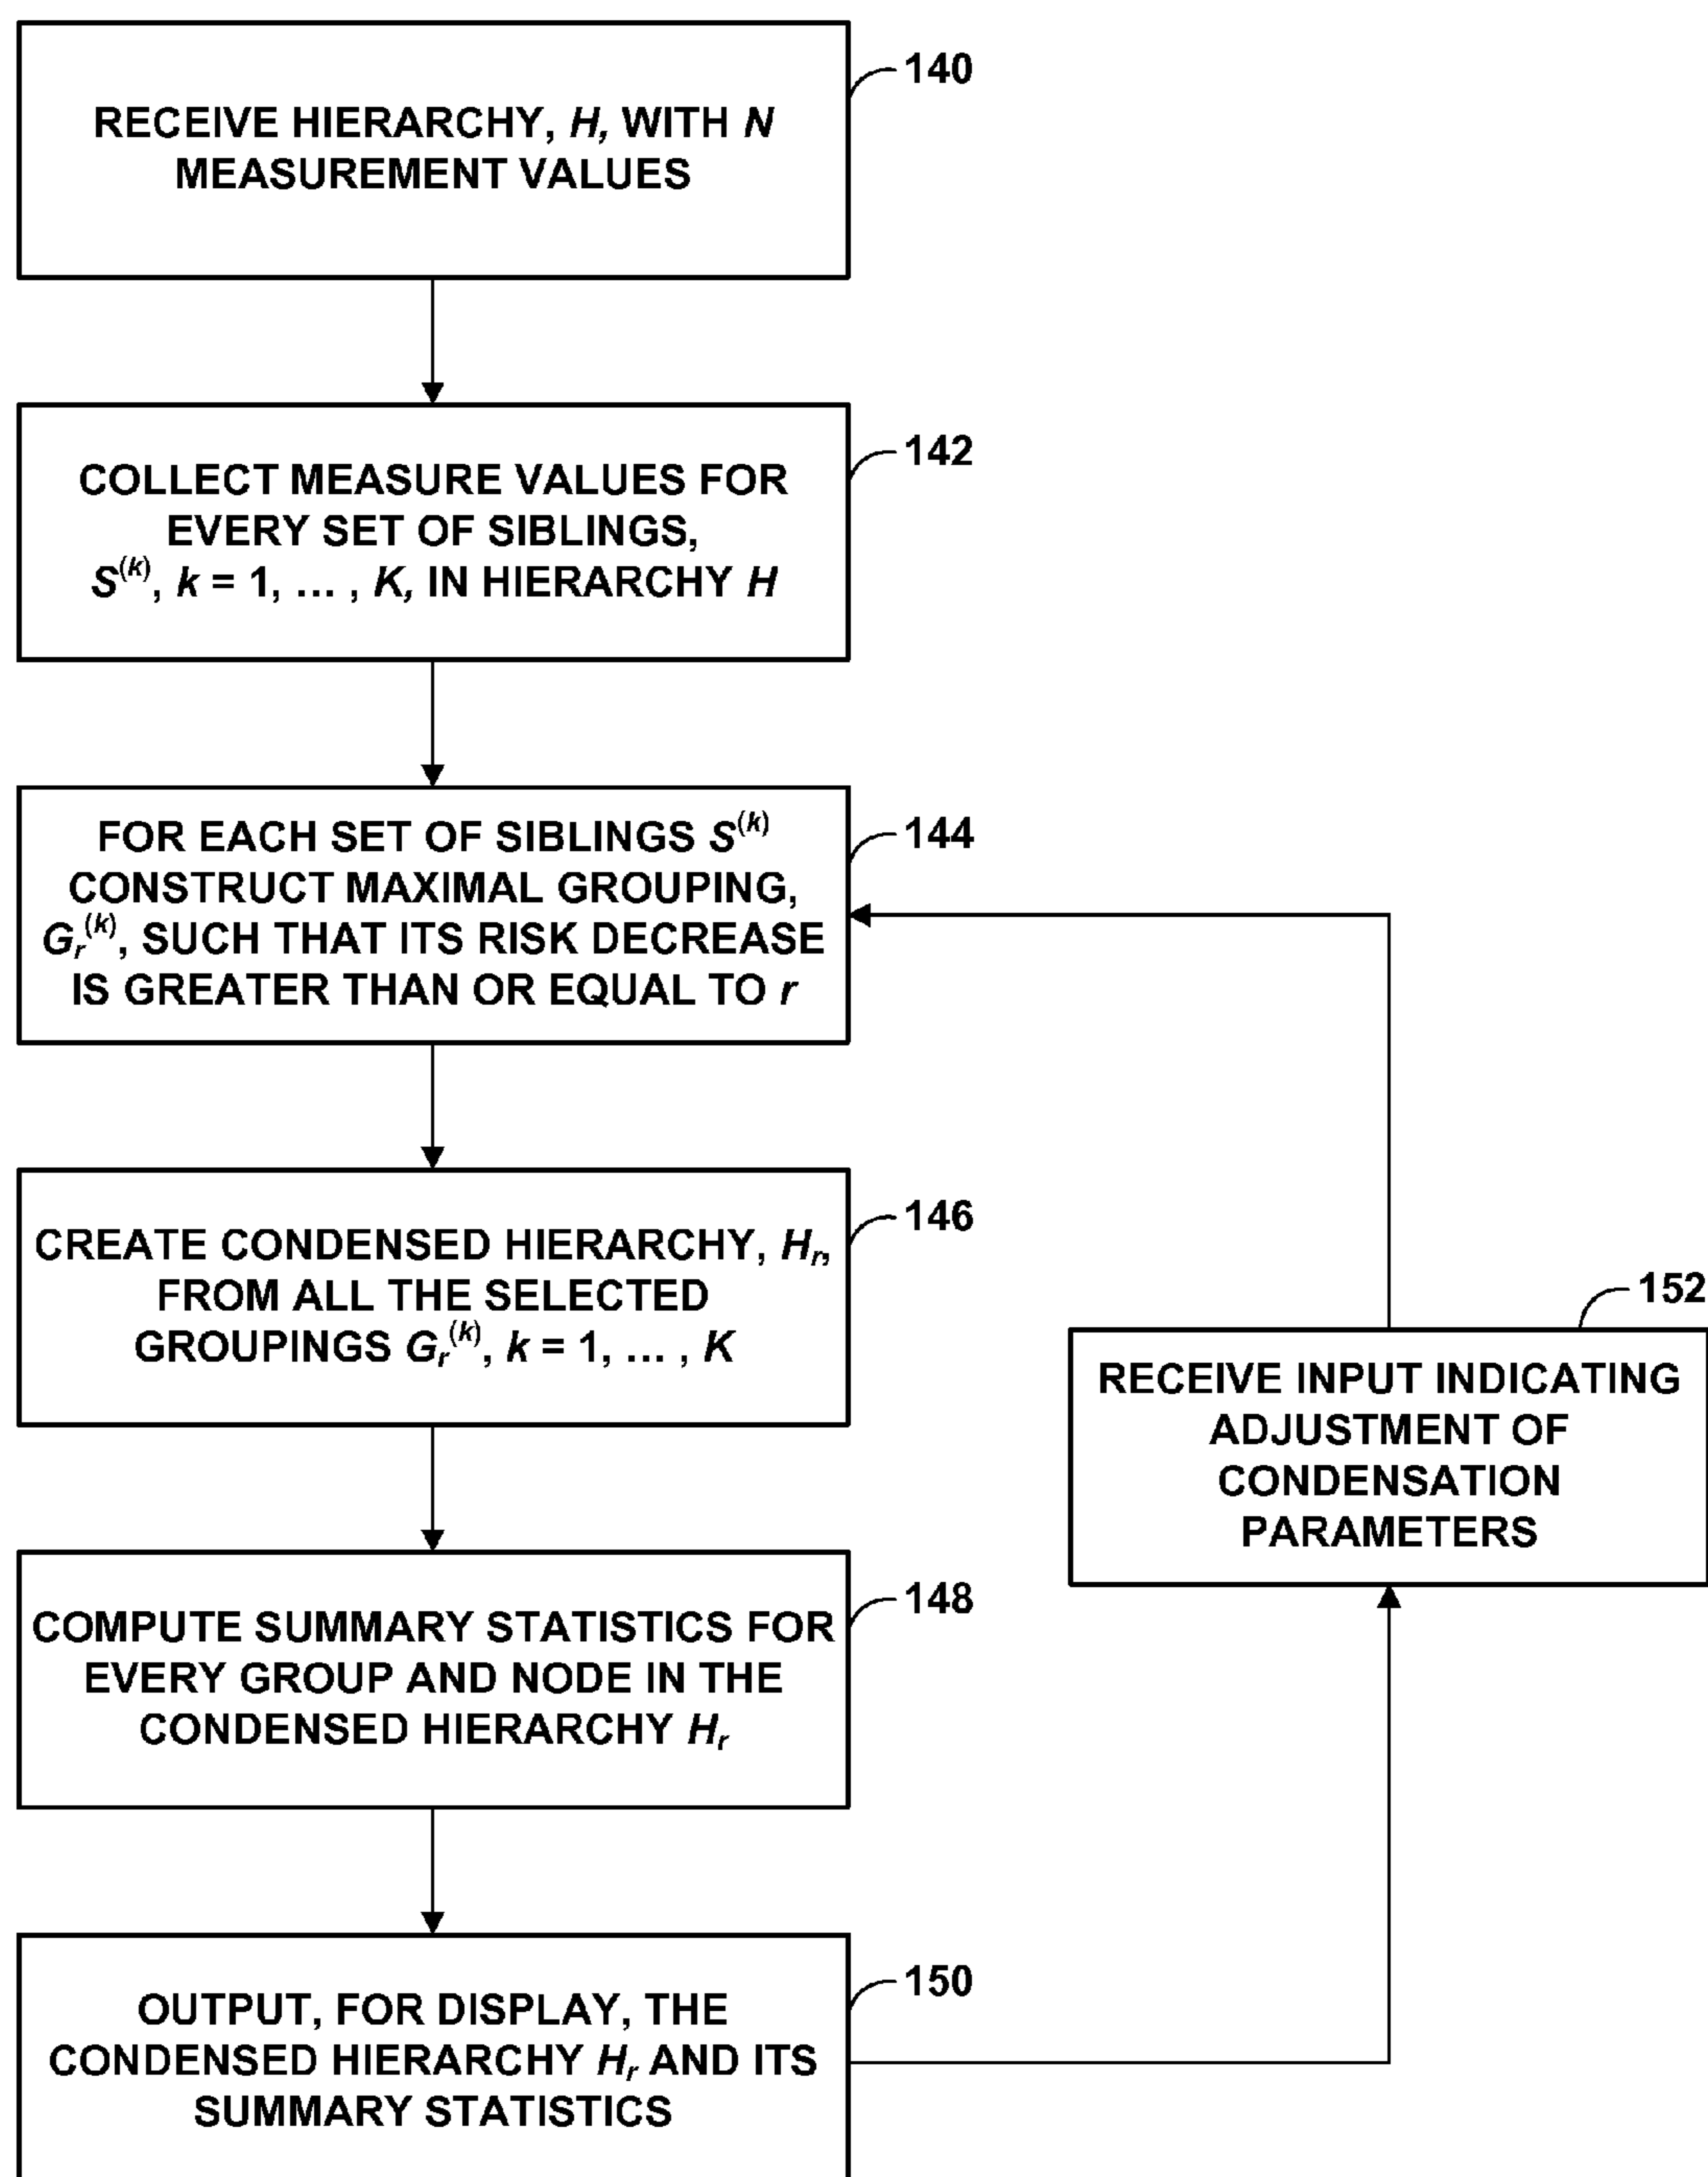 RECEIVE HIERARCHY, H, WITH N
MEASUREMENT VALUES
140
COLLECT MEASURE VALUES FOR
EVERY SET OF SIBLINGS,
S(k), k = 1, ... , K, IN HIERARCHY H
142
FOR EACH SET OF SIBLINGS S(k)
CONSTRUCT MAXIMAL GROUPING,
Gr(k), SUCH THAT ITS RISK DECREASE
IS GREATER THAN OR EQUAL TO r
144
CREATE CONDENSED HIERARCHY, Hr,
FROM ALL THE SELECTED
GROUPINGS Gr(k), k = 1, ... , K
146
COMPUTE SUMMARY STATISTICS FOR
EVERY GROUP AND NODE IN THE
CONDENSED HIERARCHY Hr
148
OUTPUT, FOR DISPLAY, THE
CONDENSED HIERARCHY Hr AND ITS
SUMMARY STATISTICS
150
RECEIVE INPUT INDICATING
ADJUSTMENT OF
CONDENSATION
PARAMETERS
152